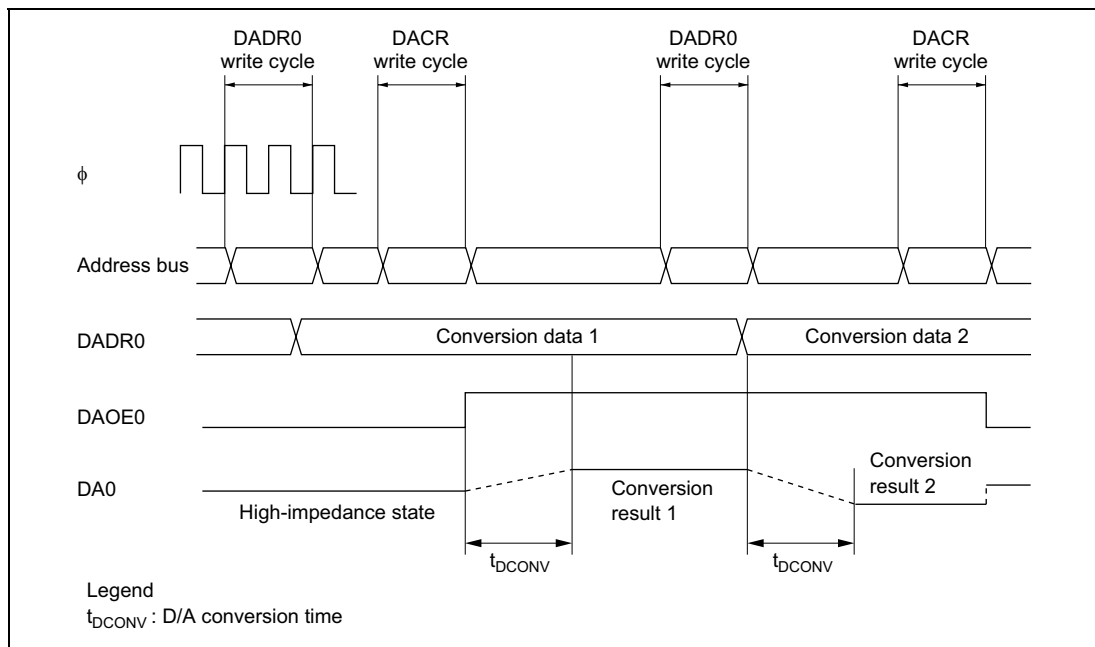 DADR0
write cycle
DACR
write cycle
DADR0
write cycle
DACR
write cycle
ϕ
Address bus
DADR0
Conversion data 1
Conversion data 2
DAOE0
DA0
High-impedance state
Conversion
result 1
Conversion
result 2
tDCONV
tDCONV
Legend
tDCONV : D/A conversion time